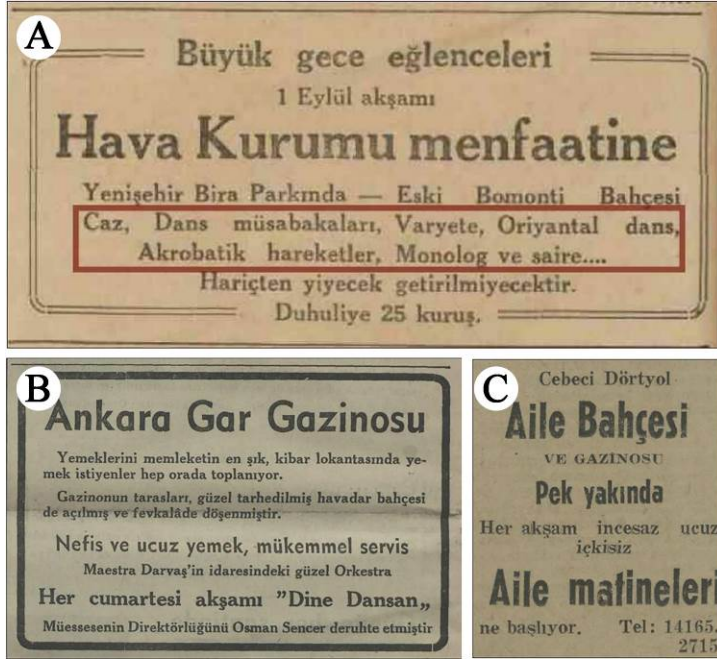 A
Büyük gece eğlenceleri
1 Eylül akşamı
Hava Kurumu menfaatine
Yenişehir Bira Parkında — Eski Bomonti Bahçesi
Caz, Dans müsabakaları, Varyete, Oriyantal dans,
Akrobatik hareketler, Monolog ve saire....
Hariçten yiyecek getirilmiyecektir.
Duhuliye 25 kuruş.
B
Ankara Gar Gazinosu
Yemeklerini memleketin en şık, kibar lokantasında ye-
mek istiyenler hep orada toplanıyor.
Gazinonun tarasları, güzel tarhedilmiş havadar bahçesi
de açılmış ve fevkalâde döşenmiştir.
Nefis ve ucuz yemek, mükemmel servis
Maestra Darvaş'in idaresindeki güzel Orkestra
Her cumartesi akşamı "Dine Dansan„
Müessesenin Direktörlüğünü Osman Sencer deruhte etmiştir
C
Cebeci Dörtyol
Aile Bahçesi
VE GAZINOSU
Pek yakında
Her akşam incesaz ucuz
içkisiz
Aile matineleri
ne başlıyor. Tel: 14165.
2715